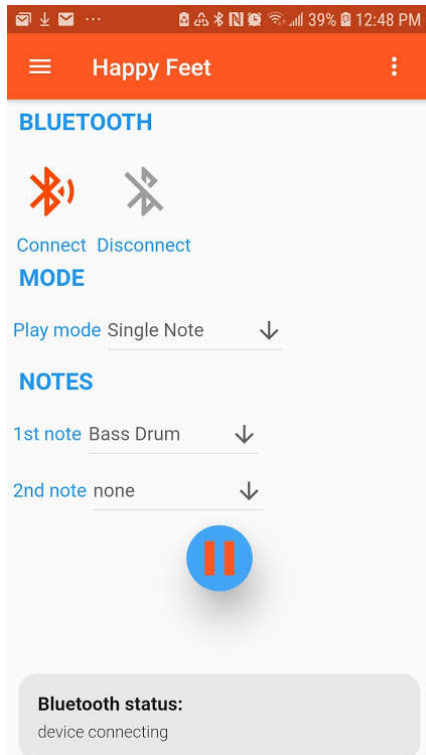 39% 12:48 PM
Happy Feet
BLUETOOTH
Connect Disconnect
MODE
Play mode Single Note
NOTES
1st note Bass Drum
2nd note none
Bluetooth status:
device connecting